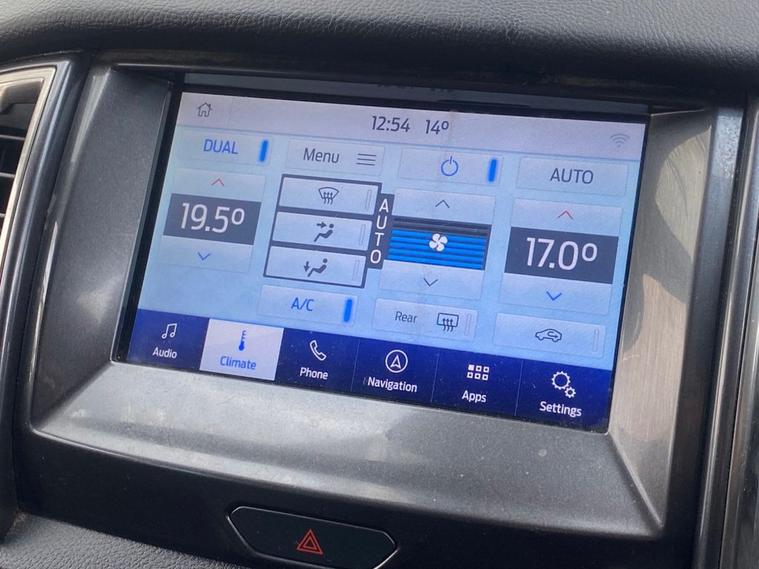 12:54 14º
DUAL
Menu
AUTO
19.5º
AUTO
17.0º
A/C
Rear
Audio
Climate
Phone
Navigation
Apps
Settings